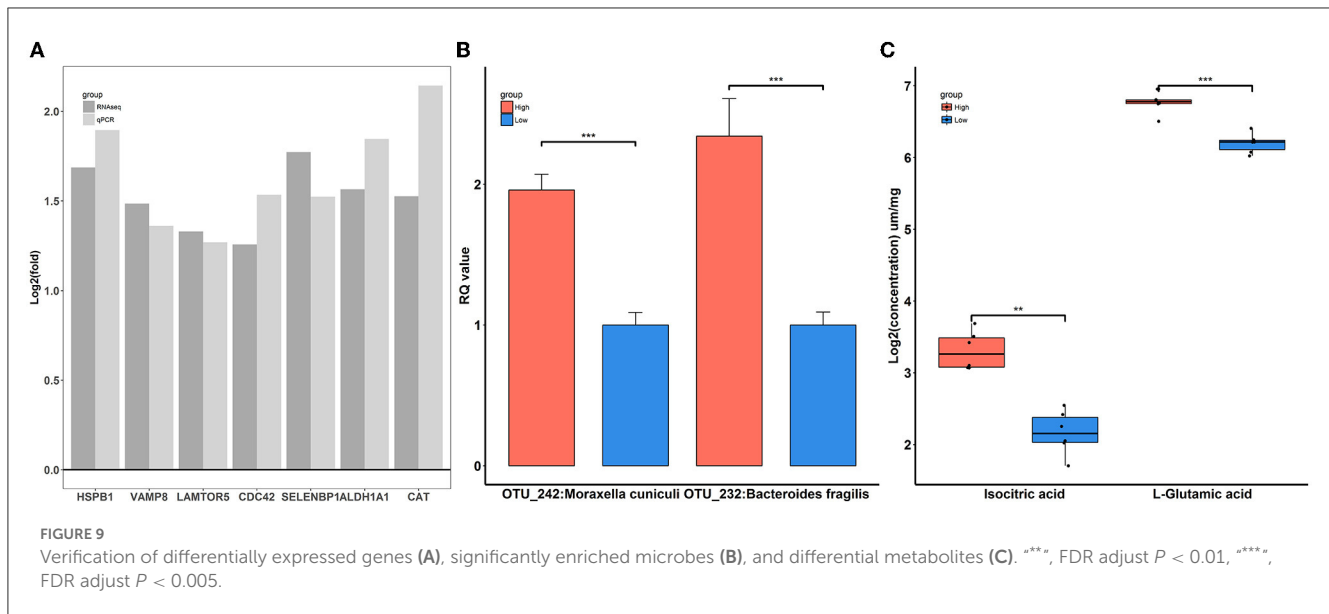 A
group
RNAseq
qPCR
Log2(fold)
2.0
1.5
1.0
0.5
0.0
HSPB1 VAMP8 LAMTOR5 CDC42 SELENBP1 ALDH1A1 CAT
B
group
High
Low
***
***
RQ value
2
1
0
OTU_242:Moraxella cuniculi OTU_232:Bacteroides fragilis
C
group
High
Low
***
**
Log2(concentration) um/mg
7
6
5
4
3
2
Isocitric acid L-Glutamic acid
FIGURE 9
Verification of differentially expressed genes (A), significantly enriched microbes (B), and differential metabolites (C). "**", FDR adjust P < 0.01, "***",
FDR adjust P < 0.005.